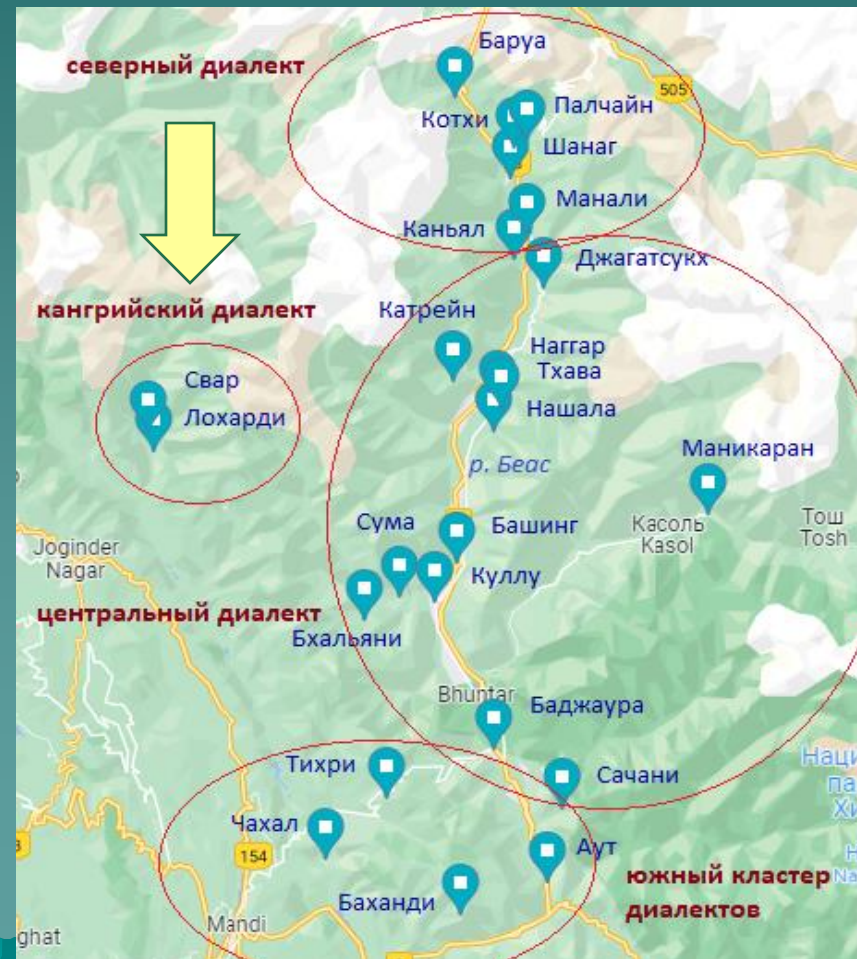 Баруа
северный диалект
505
Котхи
Палчайн
Шанаг
Манали
Каньял
Джагатсукх
кангрийский диалект
Катрейн
Наггар
Тхава
Свар
Лохарди
Нашала
Маникаран
р. Беас
Сума
Башинг
Касоль
Kasol
Тош
Tosh
Joginder
Nagar
Куллу
центральный диалект
Бхальяни
Bhuntar
Баджаура
Тихри
Сачани
Чахал
154
Аут
южный кластер
диалектов
Баханди
Mandi